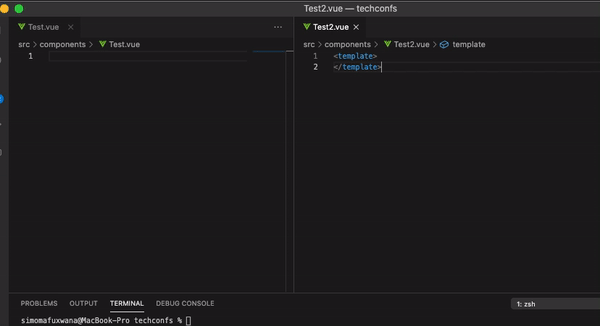 Test2.vue — techconfs
Test.vue
src > components > Test.vue
1
Test2.vue
src > components > Test2.vue > template
1 <template>
2 </template>
PROBLEMS OUTPUT TERMINAL DEBUG CONSOLE
1: zsh
simomafuxwana@MacBook-Pro techconfs %